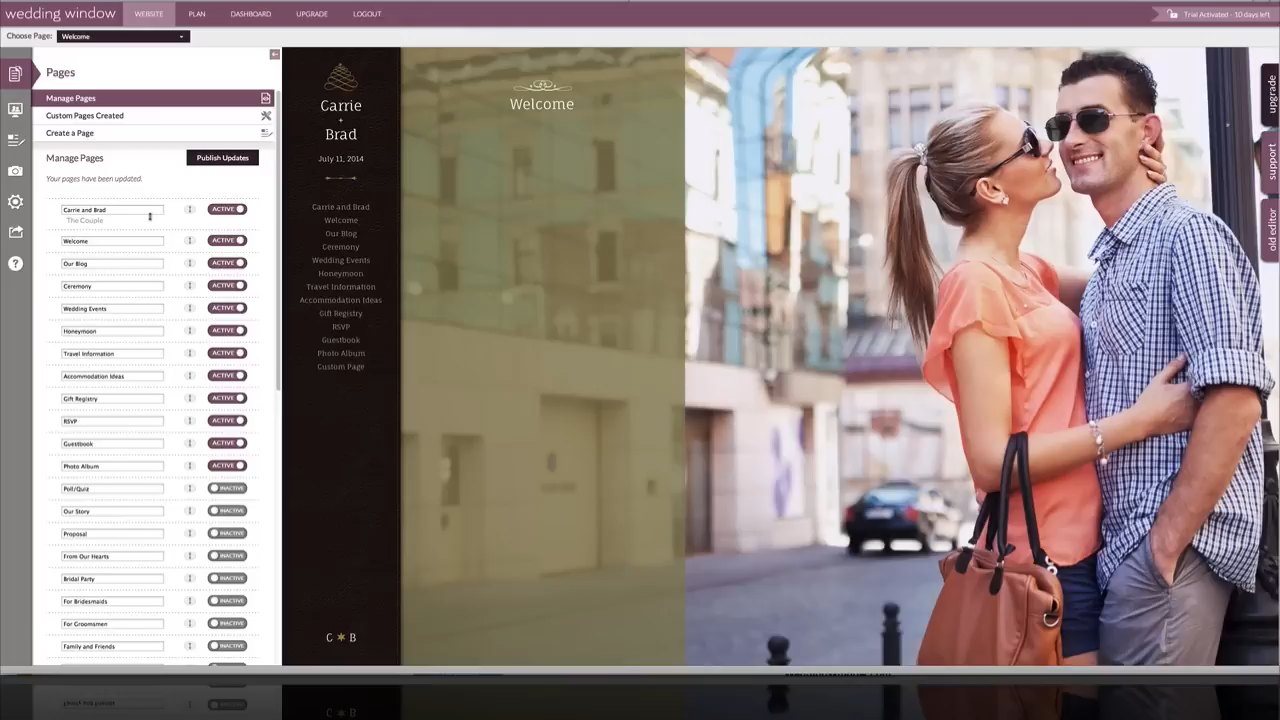 wedding window
WEBSITE
PLAN
DASHBOARD
UPGRADE
LOGOUT
Trial Activated - 10 days left
Choose Page:
Welcome
Pages
Manage Pages
Custom Pages Created
Create a Page
Manage Pages
Publish Updates
Your pages have been updated.
Carrie and Brad
ACTIVE
The Couple
Welcome
ACTIVE
Our Blog
ACTIVE
Ceremony
ACTIVE
Wedding Events
ACTIVE
Honeymoon
ACTIVE
Travel Information
ACTIVE
Accommodation Ideas
ACTIVE
Gift Registry
ACTIVE
RSVP
ACTIVE
Guestbook
ACTIVE
Photo Album
ACTIVE
Poll/Quiz
INACTIVE
Our Story
INACTIVE
Proposal
INACTIVE
From Our Hearts
INACTIVE
Bridal Party
INACTIVE
For Bridesmaids
INACTIVE
For Groomsmen
INACTIVE
Family and Friends
INACTIVE
Carrie
+
Brad
July 11, 2014
Carrie and Brad
Welcome
Our Blog
Ceremony
Wedding Events
Honeymoon
Travel Information
Accommodation Ideas
Gift Registry
RSVP
Guestbook
Photo Album
Custom Page
C B
Welcome
upgrade
support
old editor
C B